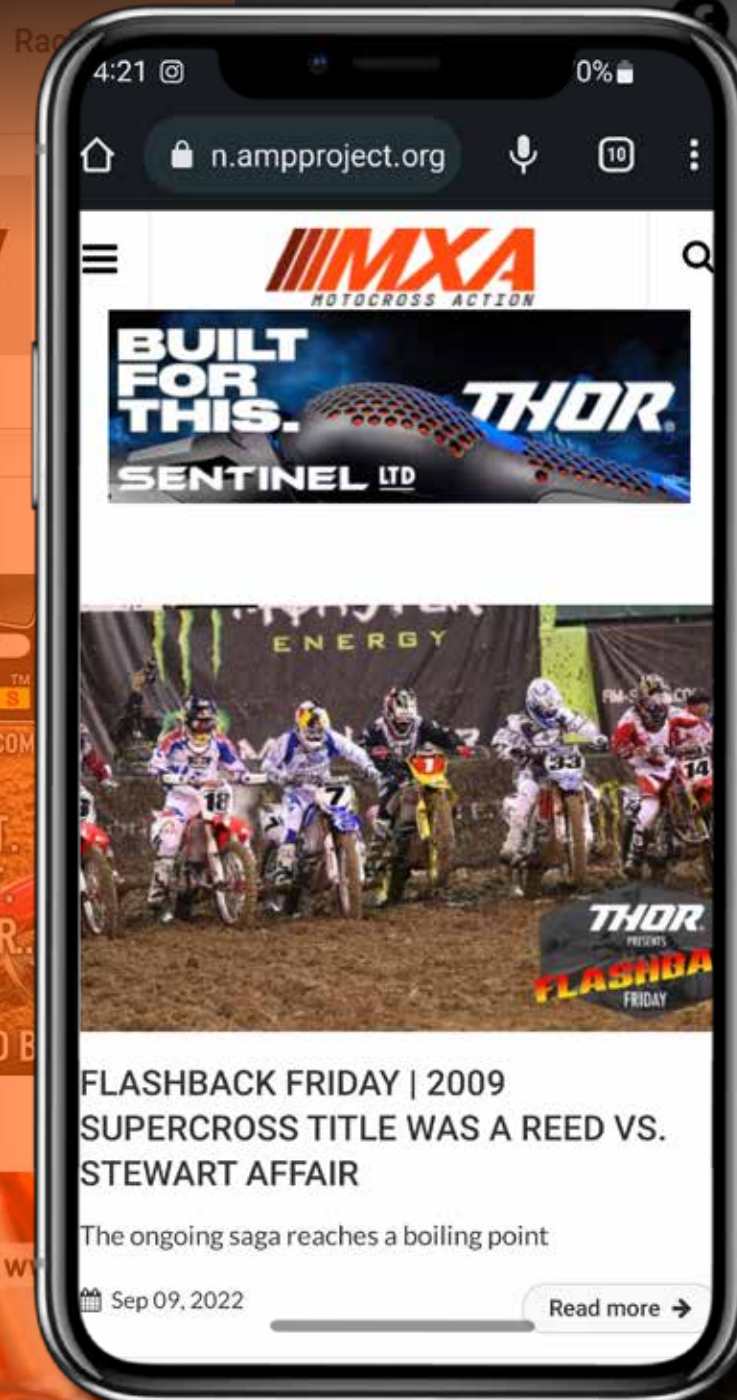 4:21
0%
n.ampproject.org
10
MXA
MOTOCROSS ACTION
BUILT
FOR
THIS.
THOR
SENTINEL LTD
ENERGY
18
7
1
33
14
THOR
PRESENTS
FRIDAY
FLASHBACK FRIDAY | 2009
SUPERCROSS TITLE WAS A REED VS.
STEWART AFFAIR
The ongoing saga reaches a boiling point
Sep 09, 2022
Read more →